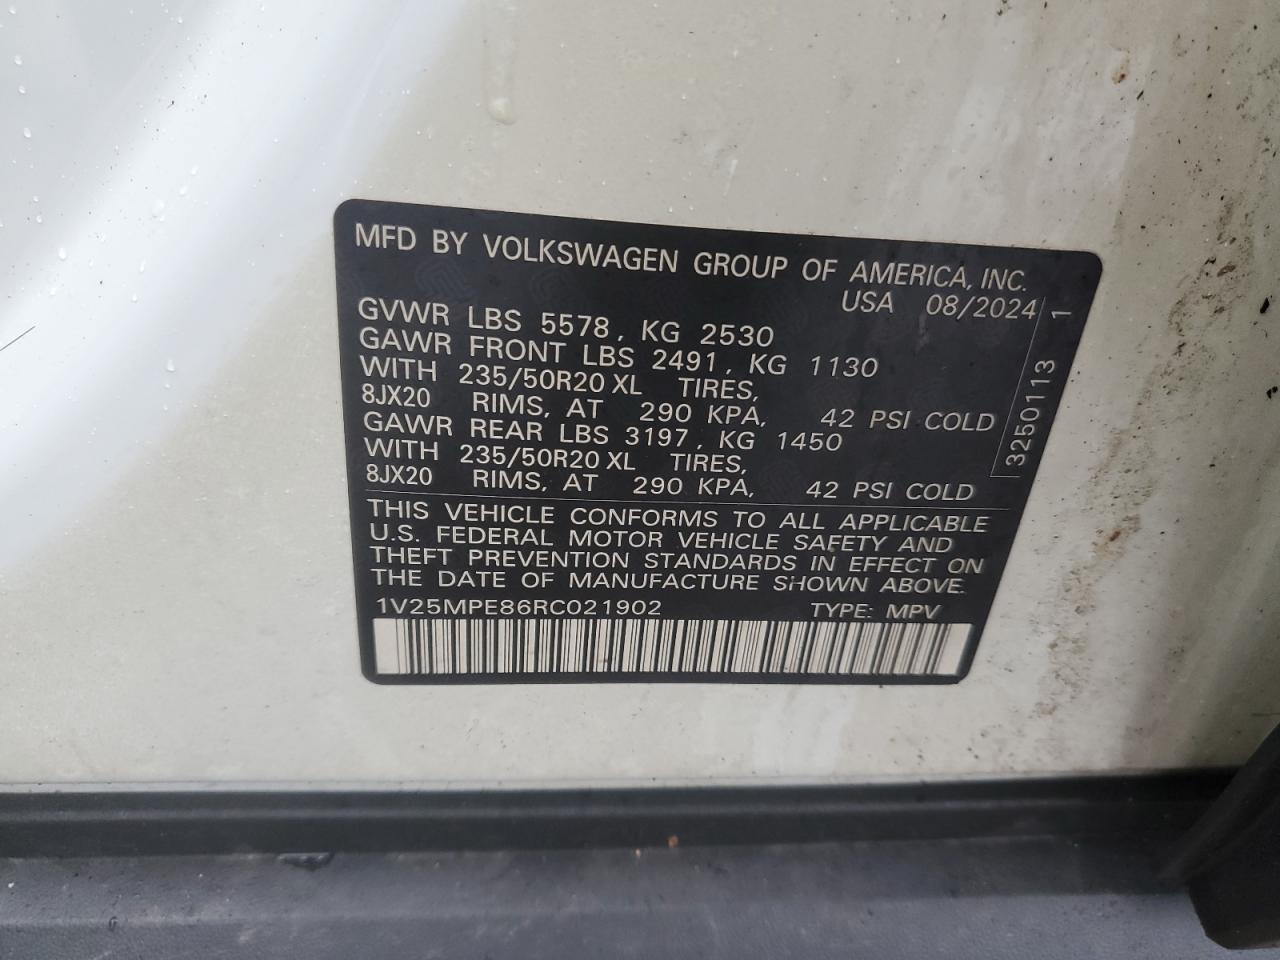 MFD BY VOLKSWAGEN GROUP OF AMERICA, INC.
USA 08/2024
GVWR LBS 5578, KG 2530
GAWR FRONT LBS 2491, KG 1130
WITH 235/50R20 XL TIRES,
8JX20 RIMS, AT 290 KPA, 42 PSI COLD
GAWR REAR LBS 3197, KG 1450
WITH 235/50R20 XL TIRES,
8JX20 RIMS, AT 290 KPA, 42 PSI COLD
3250113 1
THIS VEHICLE CONFORMS TO ALL APPLICABLE
U.S. FEDERAL MOTOR VEHICLE SAFETY AND
THEFT PREVENTION STANDARDS IN EFFECT ON
THE DATE OF MANUFACTURE SHOWN ABOVE.
1V25MPE86RC021902 TYPE: MPV